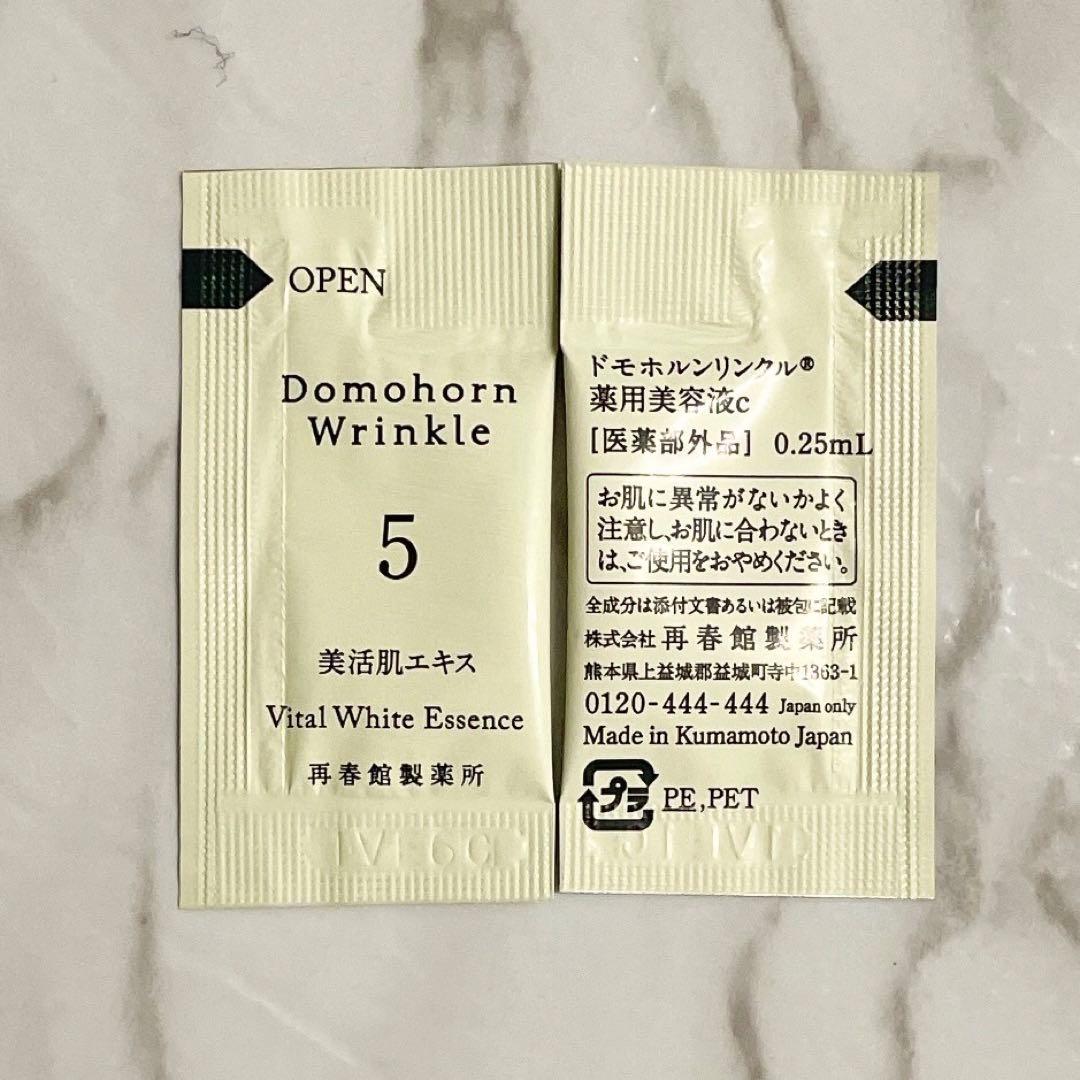 OPEN
Domohorn
Wrinkle
5
美活肌エキス
Vital White Essence
再春館製薬所
ドモホルンリンクル®
薬用美容液c
[医薬部外品] 0.25mL
お肌に異常がないかよく
注意し、お肌に合わないとき
は、ご使用をおやめください。
全成分は添付文書あるいは被包に記載
株式会社 再春館製薬所
熊本県上益城郡益城町寺中1363-1
0120-444-444 Japan only
Made in Kumamoto Japan
プラ PE,PET